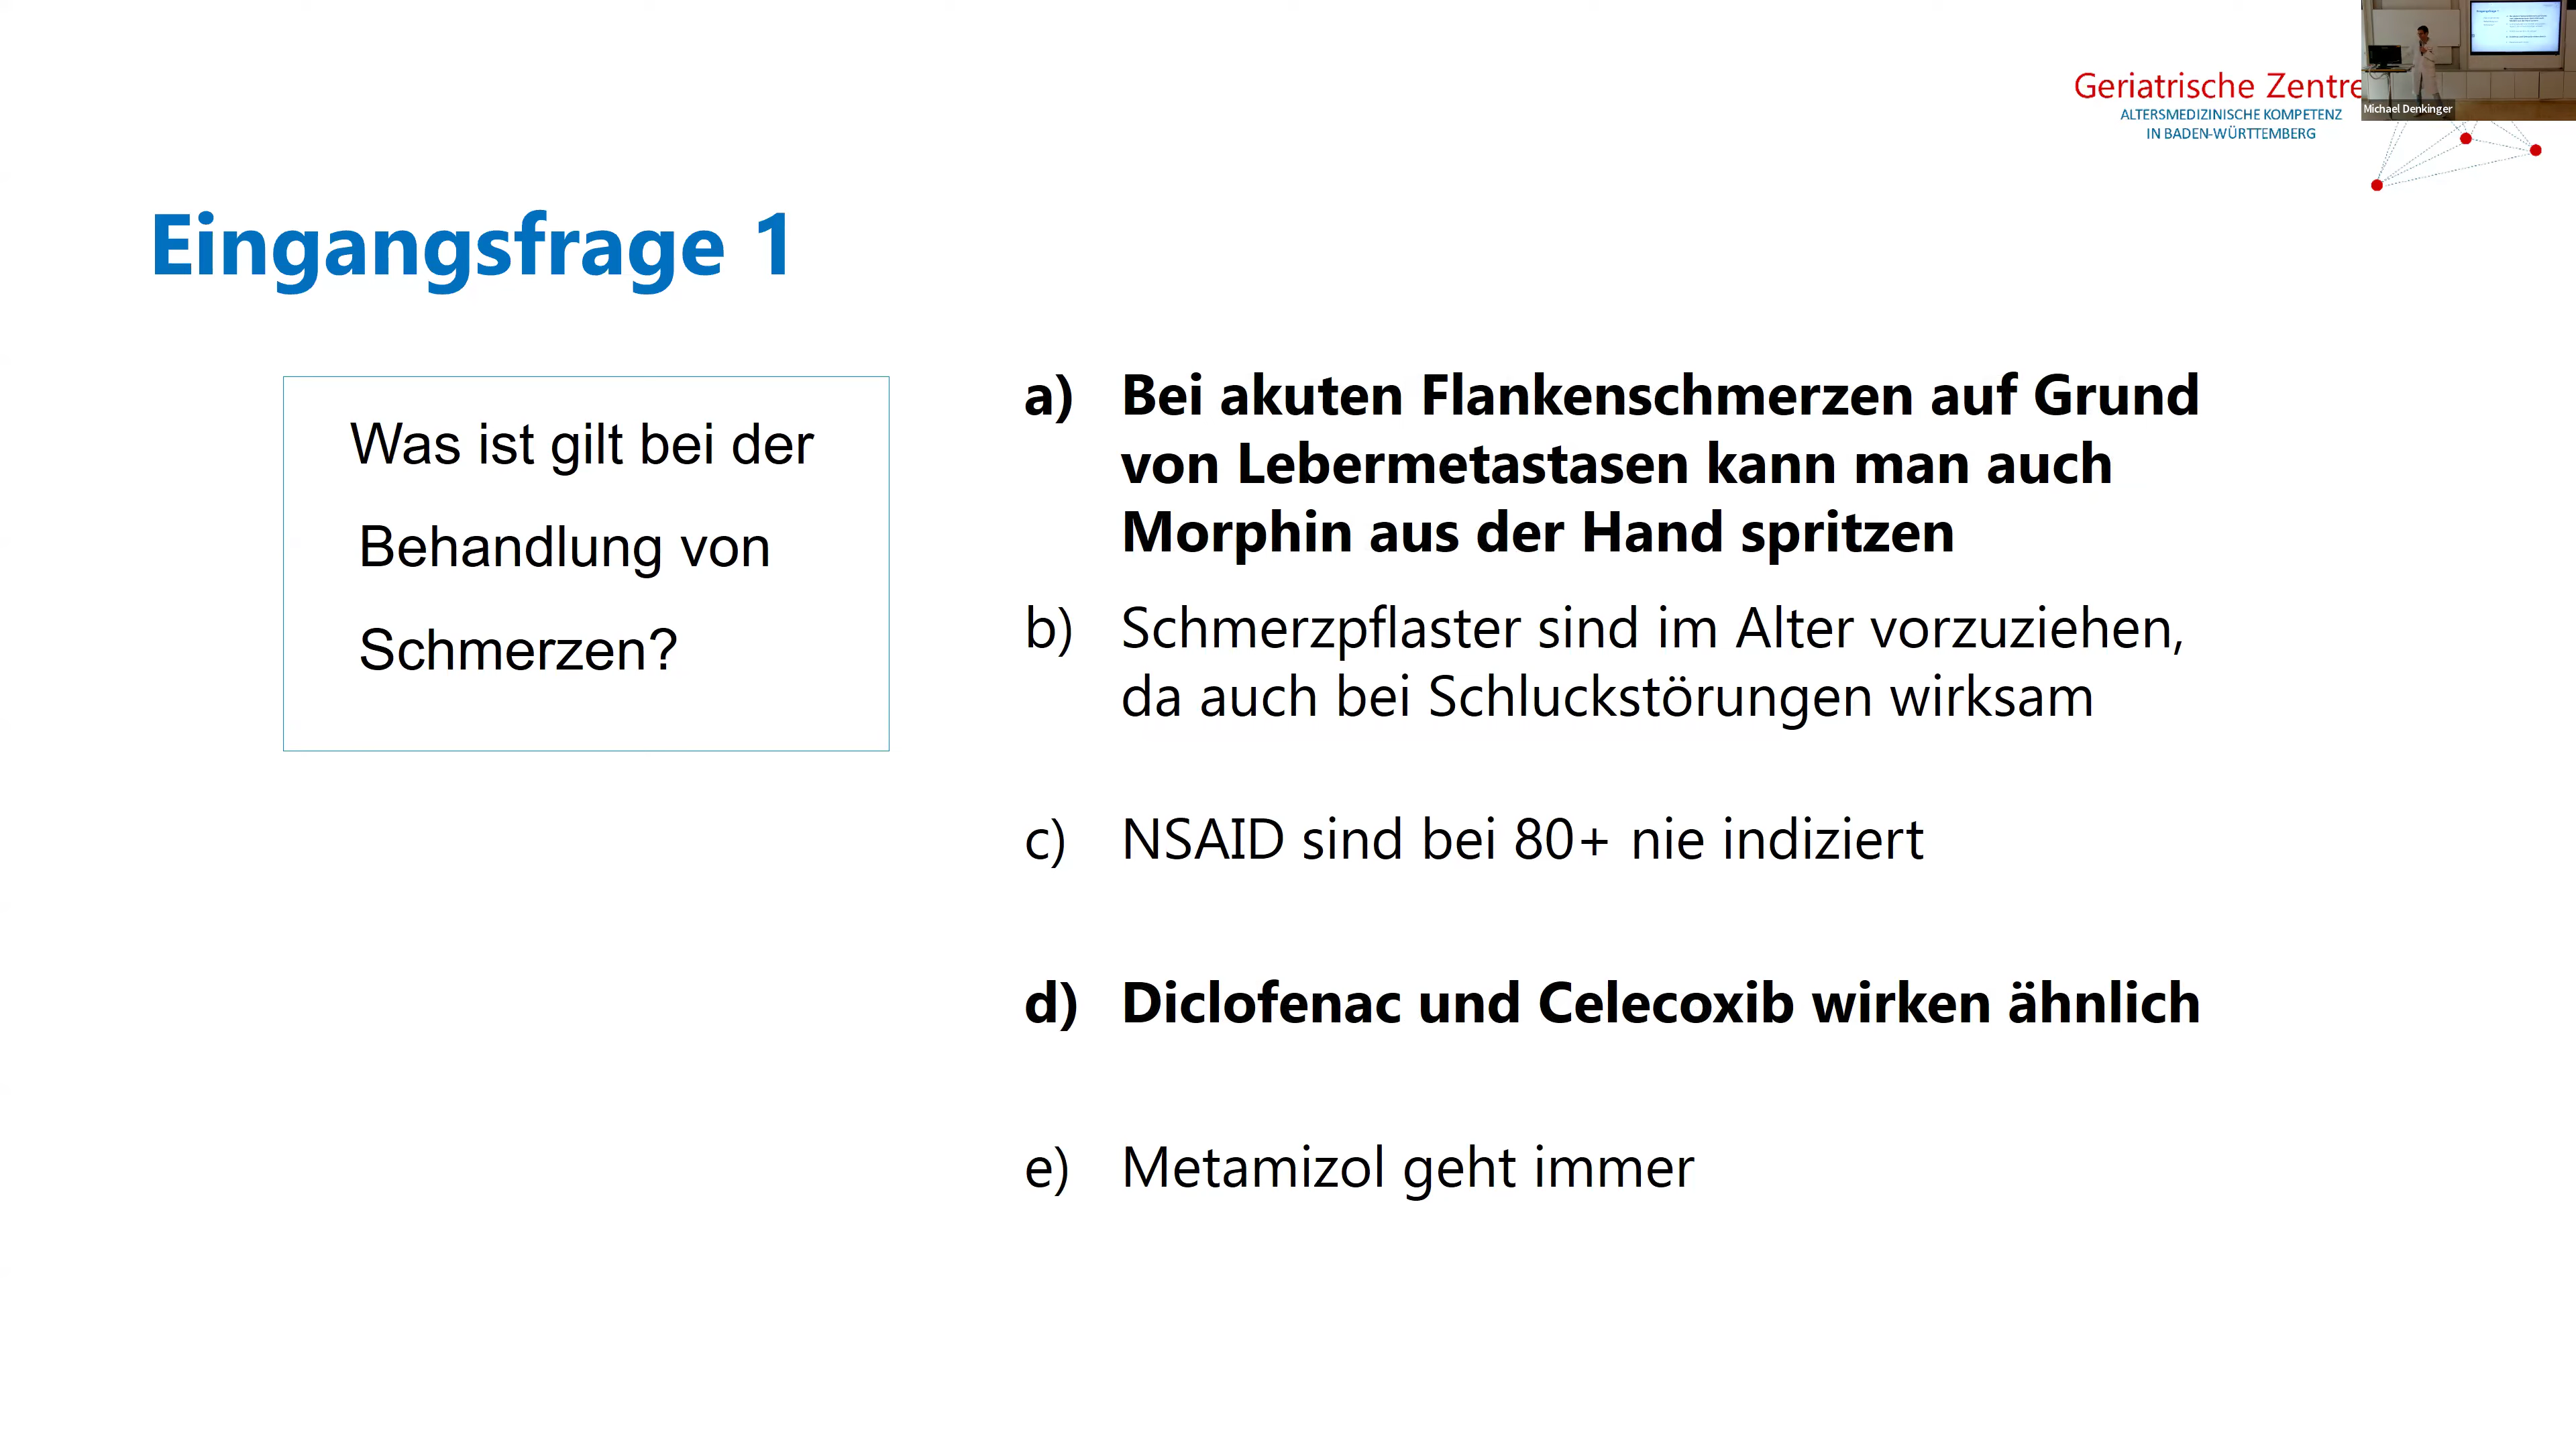 Geriatrische Zentre
ALTERSMEDIZINISCHE KOMPETENZ
IN BADEN-WÜRTTEMBERG
Michael Denkinger
Eingangsfrage 1
Was ist gilt bei der
Behandlung von
Schmerzen?
a) Bei akuten Flankenschmerzen auf Grund
von Lebermetastasen kann man auch
Morphin aus der Hand spritzen
b) Schmerzpflaster sind im Alter vorzuziehen,
da auch bei Schluckstörungen wirksam
c) NSAID sind bei 80+ nie indiziert
d) Diclofenac und Celecoxib wirken ähnlich
e) Metamizol geht immer